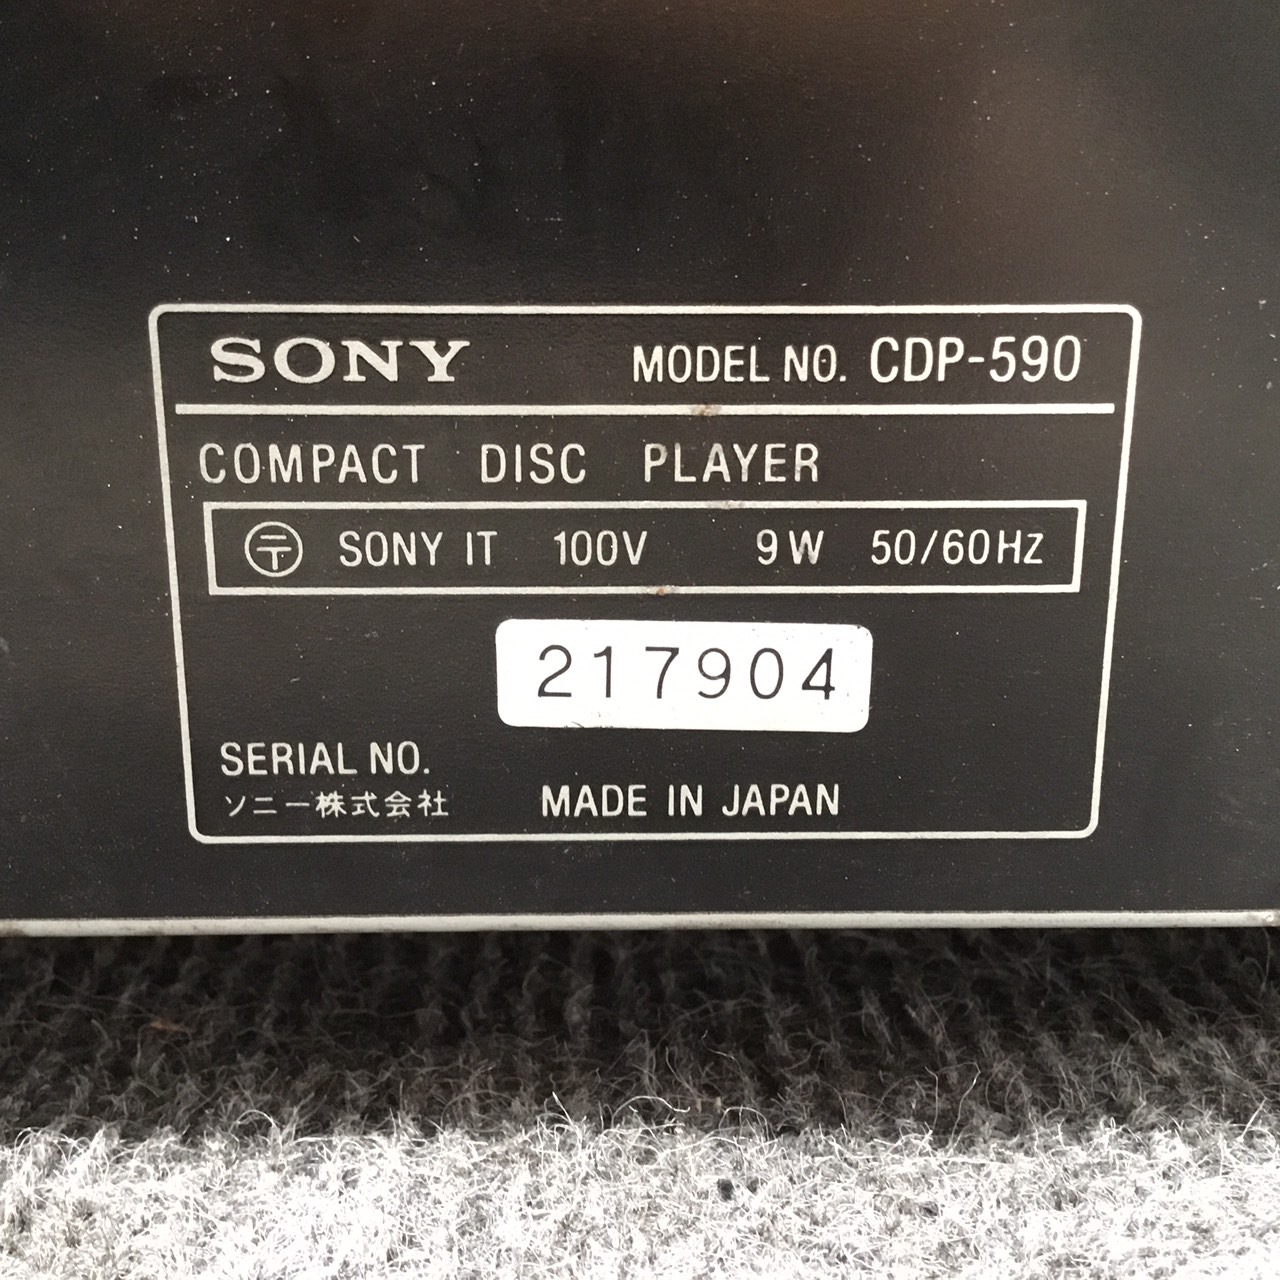 SONY MODEL NO. CDP-590
COMPACT DISC PLAYER
〒 SONY IT 100V 9W 50/60Hz
217904
SERIAL NO.
ソニー株式会社 MADE IN JAPAN